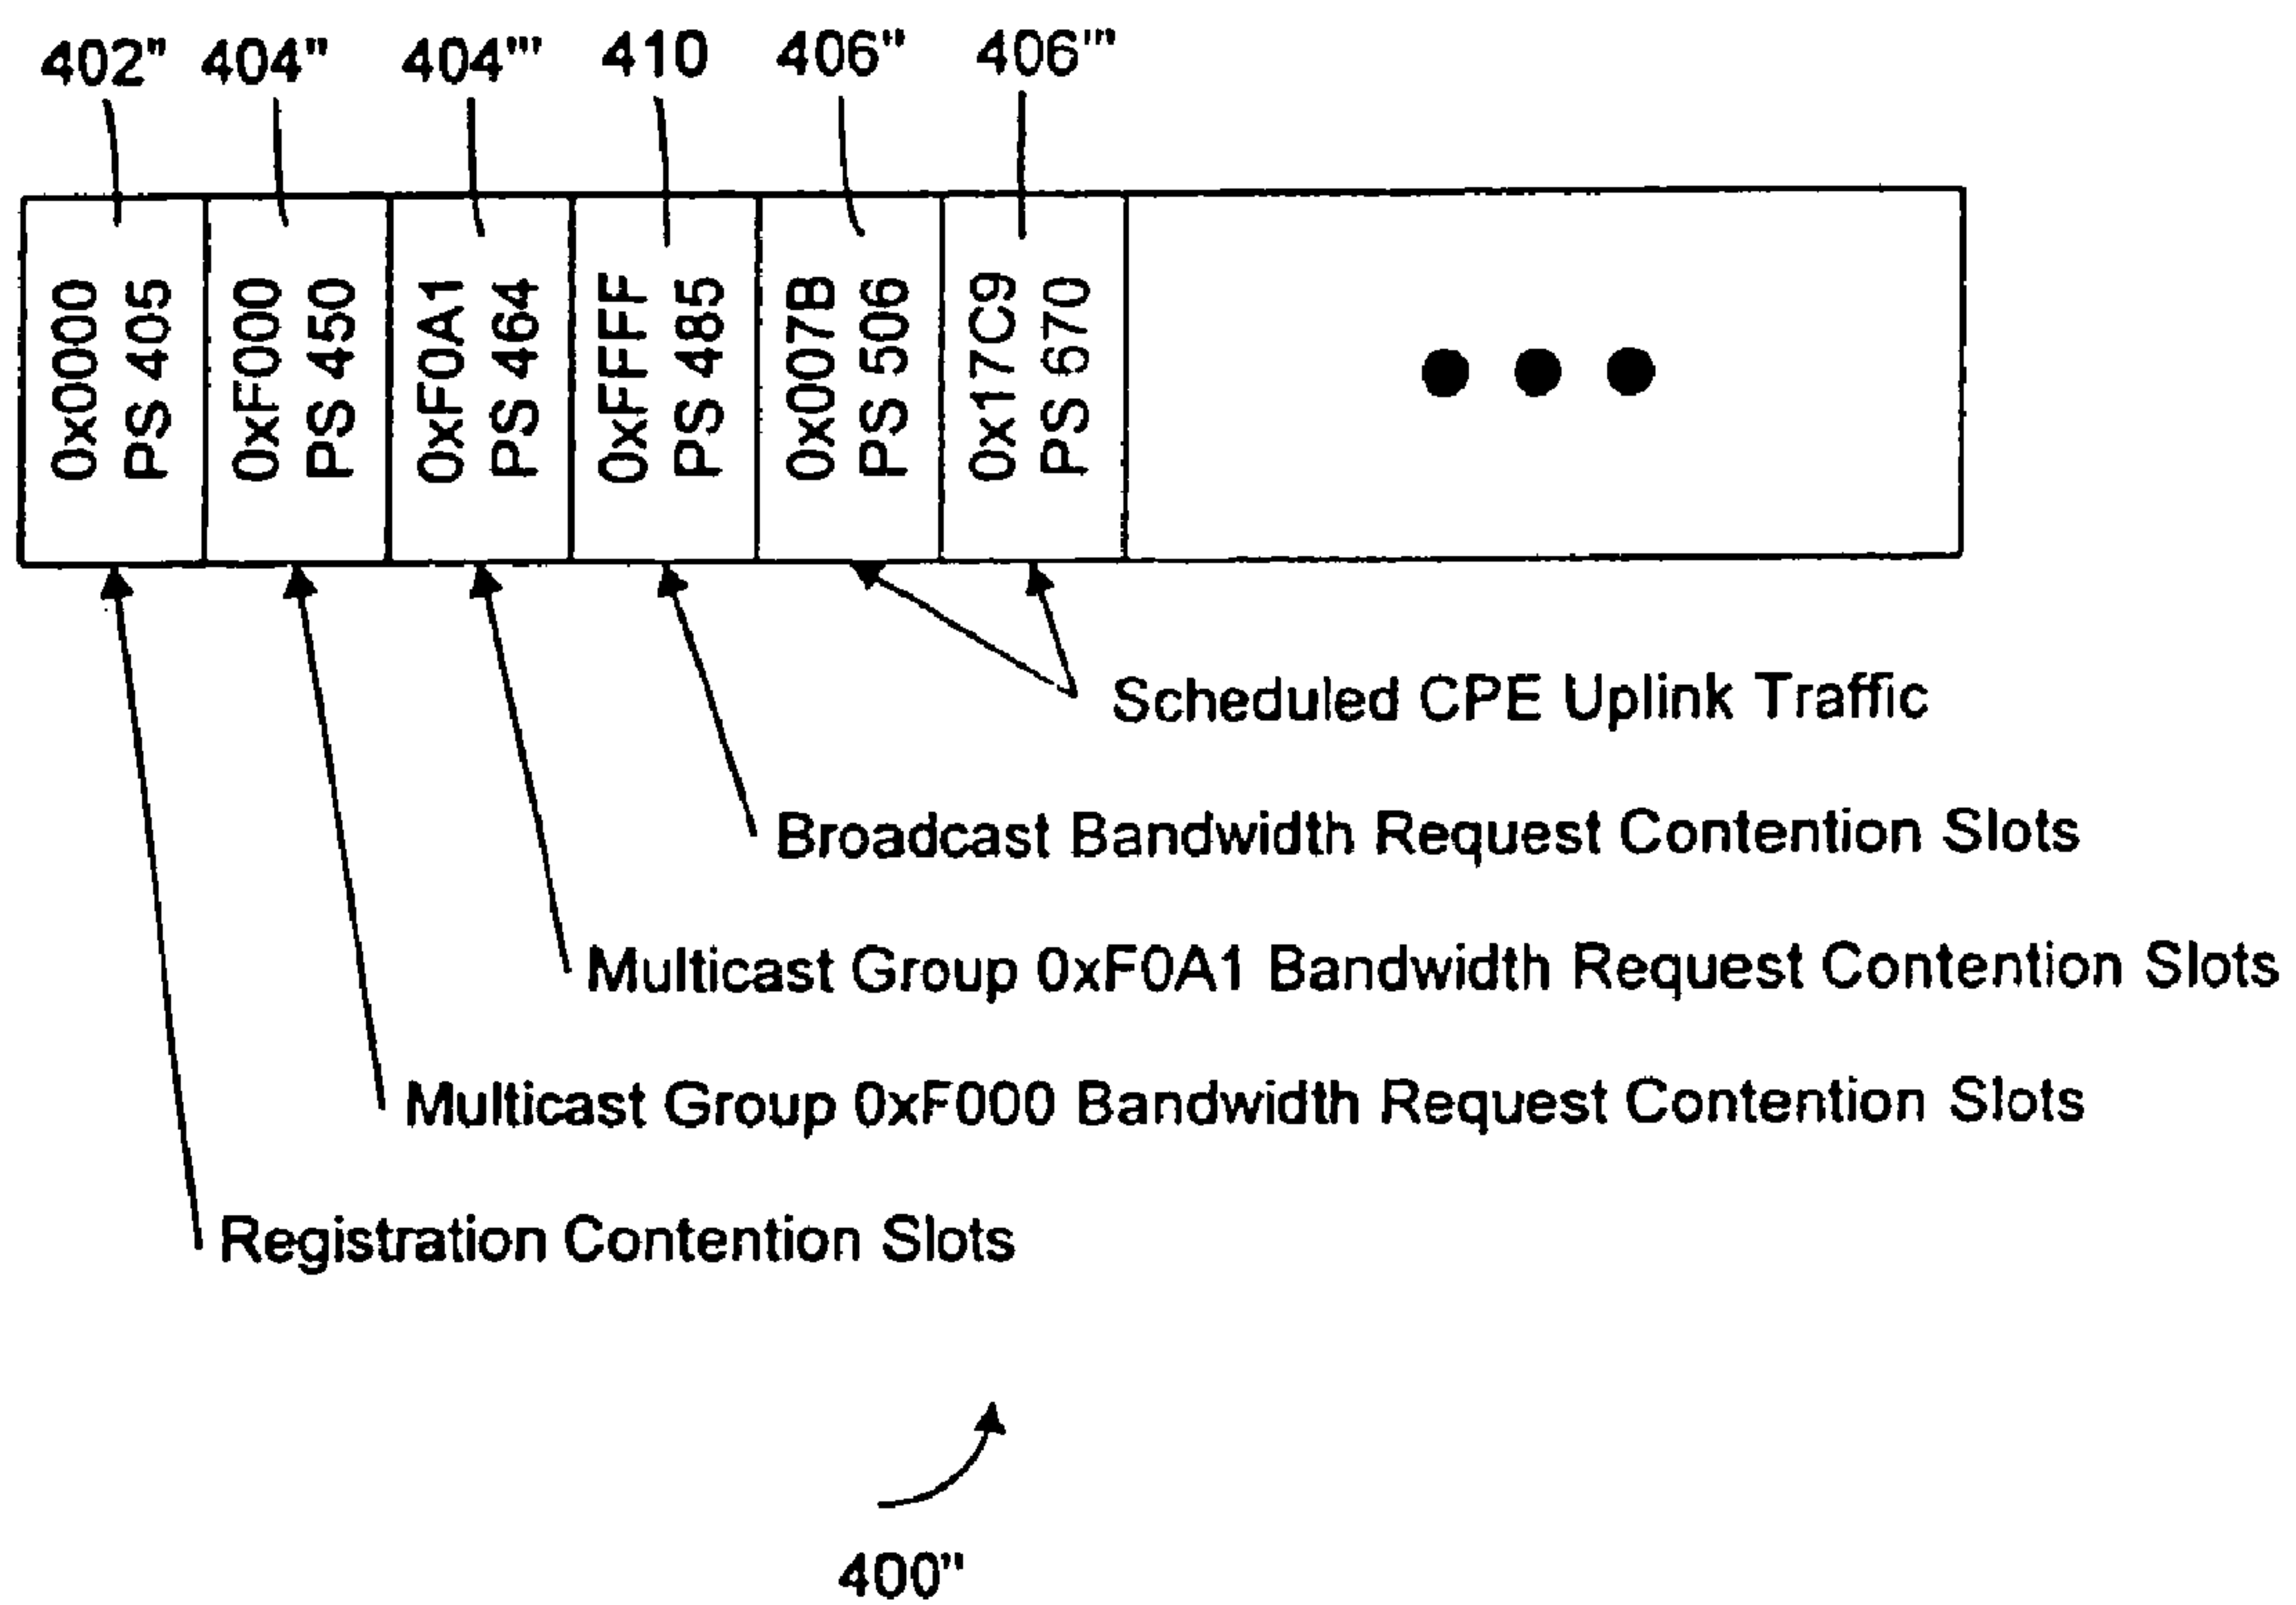 402" 404" 404''' 410 406" 406'''
0x0000
PS 405
0xF000
PS 450
0xF0A1
PS 464
0xFFFF
PS 485
0x007B
PS 506
0x17C9
PS 670
Scheduled CPE Uplink Traffic
Broadcast Bandwidth Request Contention Slots
Multicast Group 0xF0A1 Bandwidth Request Contention Slots
Multicast Group 0xF000 Bandwidth Request Contention Slots
Registration Contention Slots
400"